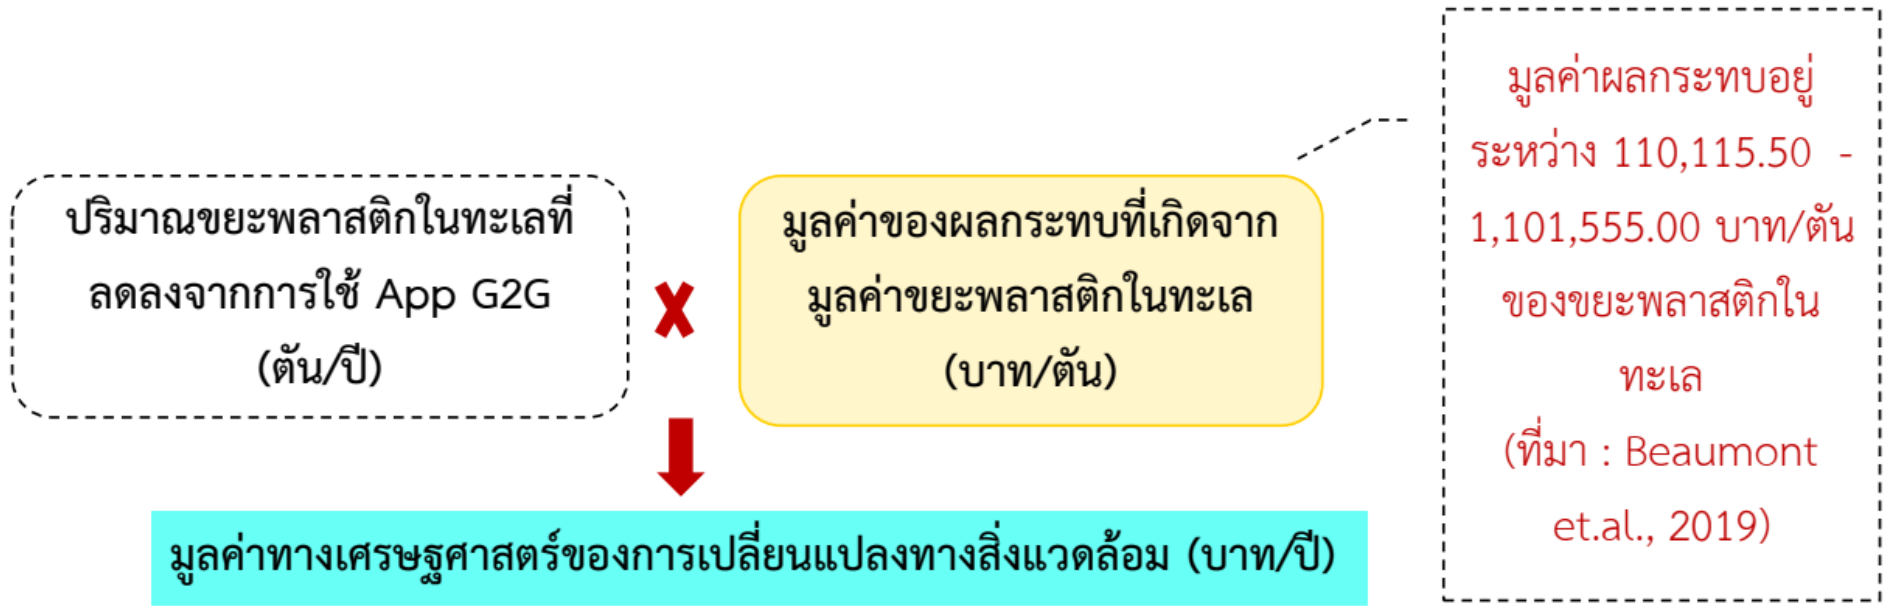 ปริมาณขยะพลาสติกในทะเลที่
ลดลงจากการใช้ App G2G
(ตัน/ปี)
มูลค่าของผลกระทบที่เกิดจาก
มูลค่าขยะพลาสติกในทะเล
(บาท/ตัน)
มูลค่าผลกระทบอยู่
ระหว่าง 110,115.50 -
1,101,555.00 บาท/ตัน
ของขยะพลาสติกใน
ทะเล
(ที่มา : Beaumont
et.al., 2019)
มูลค่าทางเศรษฐศาสตร์ของการเปลี่ยนแปลงทางสิ่งแวดล้อม (บาท/ปี)